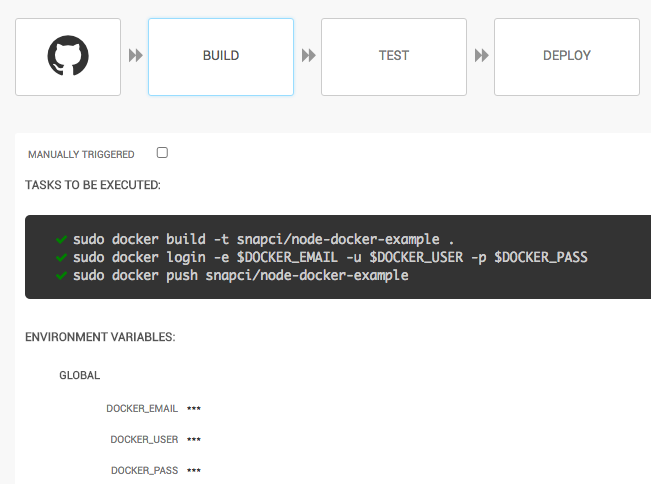 BUILD TEST DEPLOY
MANUALLY TRIGGERED
TASKS TO BE EXECUTED:
sudo docker build -t snapci/node-docker-example .
sudo docker login -e $DOCKER_EMAIL -u $DOCKER_USER -p $DOCKER_PASS
sudo docker push snapci/node-docker-example
ENVIRONMENT VARIABLES:
GLOBAL
DOCKER_EMAIL ***
DOCKER_USER ***
DOCKER_PASS ***